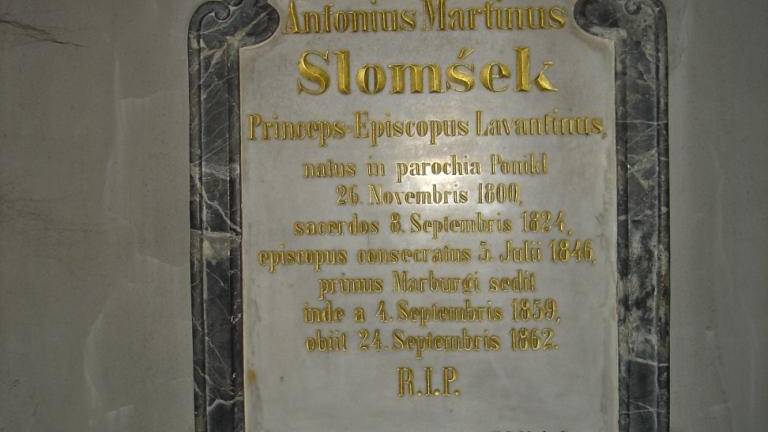 Antonius Martinus
Slomšek
Princeps-Episcopus Lavantinus,
natus in parochia Ponikl
26. Novembris 1800,
sacerdos 8. Septembris 1824,
episcopus consecratus 5. Julii 1846,
primus Marburgi sedit
inde a 4. Septembris 1859,
obiit 24. Septembris 1862.
R.I.P.